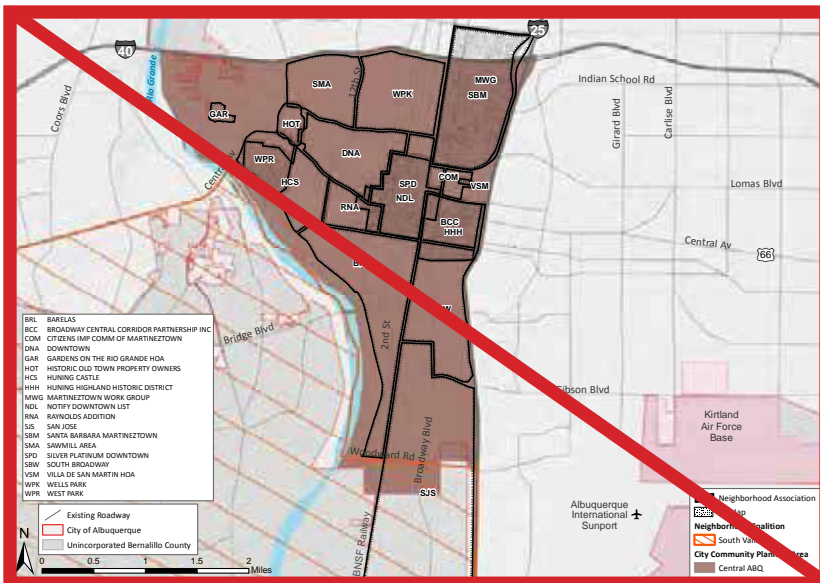 25
40
Indian School Rd
Coors Blvd
Rio Grande
SMA
12th St
WPK
MWG
SBM
Girard Blvd
Carlisle Blvd
GAR
HOT
DNA
WPR
Central Av
HCS
SPD
NDL
COM
VSM
Lomas Blvd
RNA
BCC
HHH
Central Av
66
2nd St
Bridge Blvd
BRL BARELAS
BCC BROADWAY CENTRAL CORRIDOR PARTNERSHIP INC
COM CITIZENS IMP COMM OF MARTINEZTOWN
DNA DOWNTOWN
GAR GARDENS ON THE RIO GRANDE HOA
HOT HISTORIC OLD TOWN PROPERTY OWNERS
HCS HUNING CASTLE
HHH HUNING HIGHLAND HISTORIC DISTRICT
MWG MARTINEZTOWN WORK GROUP
NDL NOTIFY DOWNTOWN LIST
RNA RAYNOLDS ADDITION
SJS SAN JOSE
SBM SANTA BARBARA MARTINEZTOWN
SMA SAWMILL AREA
SPD SILVER PLATINUM DOWNTOWN
SBW SOUTH BROADWAY
VSM VILLA DE SAN MARTIN HOA
WPK WELLS PARK
WPR WEST PARK
Gibson Blvd
Kirtland
Air Force
Base
Broadway Blvd
Woodward Rd
SJS
BNSF Railway
Albuquerque
International
Sunport
Existing Roadway
City of Albuquerque
Unincorporated Bernalillo County
N
0 0.5 1 1.5 2
Miles
Neighborhood Association
South
City Community
Area
Central ABQ